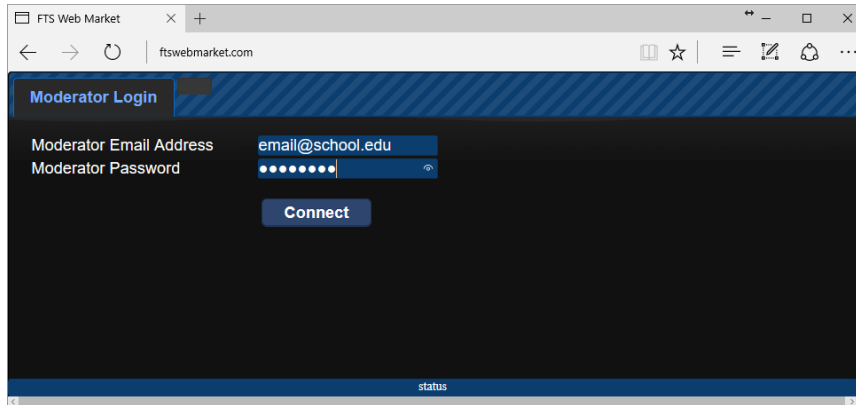 FTS Web Market
ftswebmarket.com
Moderator Login
Moderator Email Address email@school.edu
Moderator Password ••••••••
Connect
status